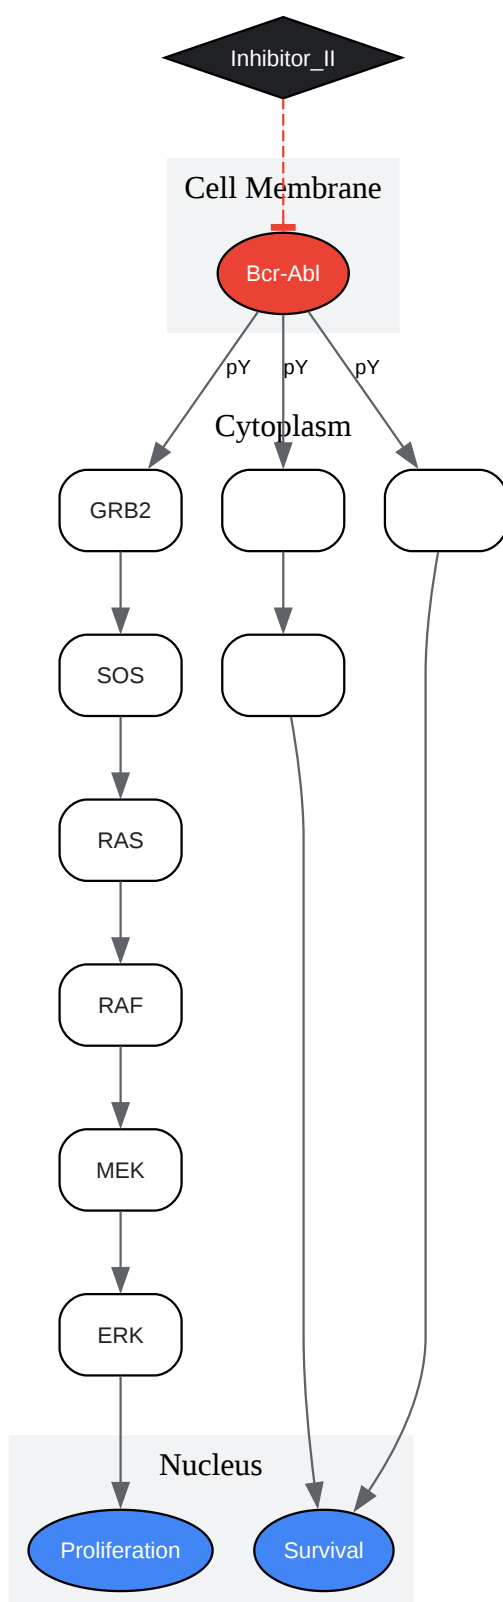 Inhibitor_II
Cell Membrane
Bcr-Abl
pY
pY
pY
Cytoplasm
GRB2
SOS
RAS
RAF
MEK
ERK
Nucleus
Proliferation
Survival